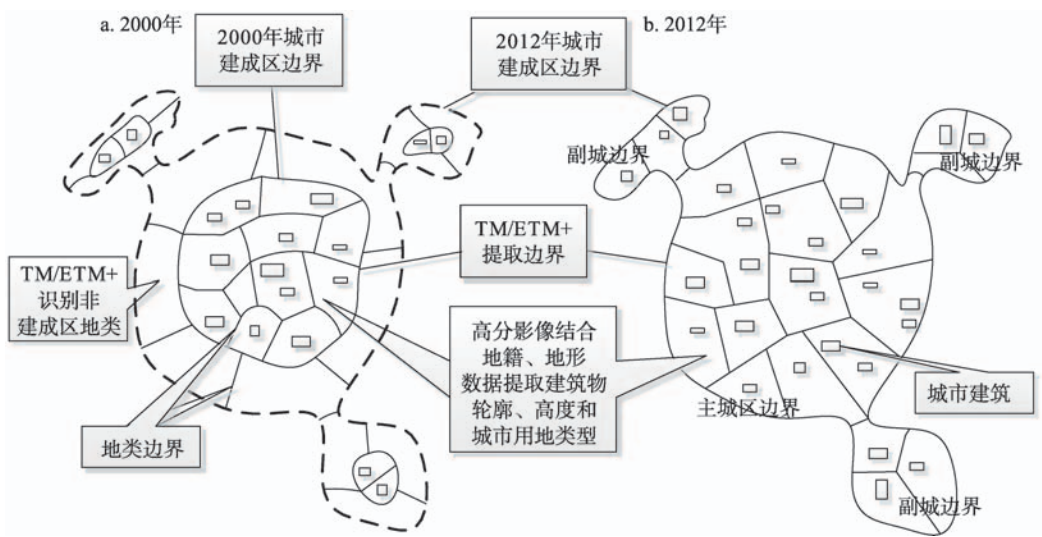 a. 2000年
2000年城市
建成区边界
2012年城市
建成区边界
b. 2012年
副城边界
副城边界
TM/ETM+
提取边界
TM/ETM+
识别非
建成区地类
高分影像结合
地籍、地形
数据提取建筑物
轮廓、高度和
城市用地类型
地类边界
主城区边界
城市建筑
副城边界